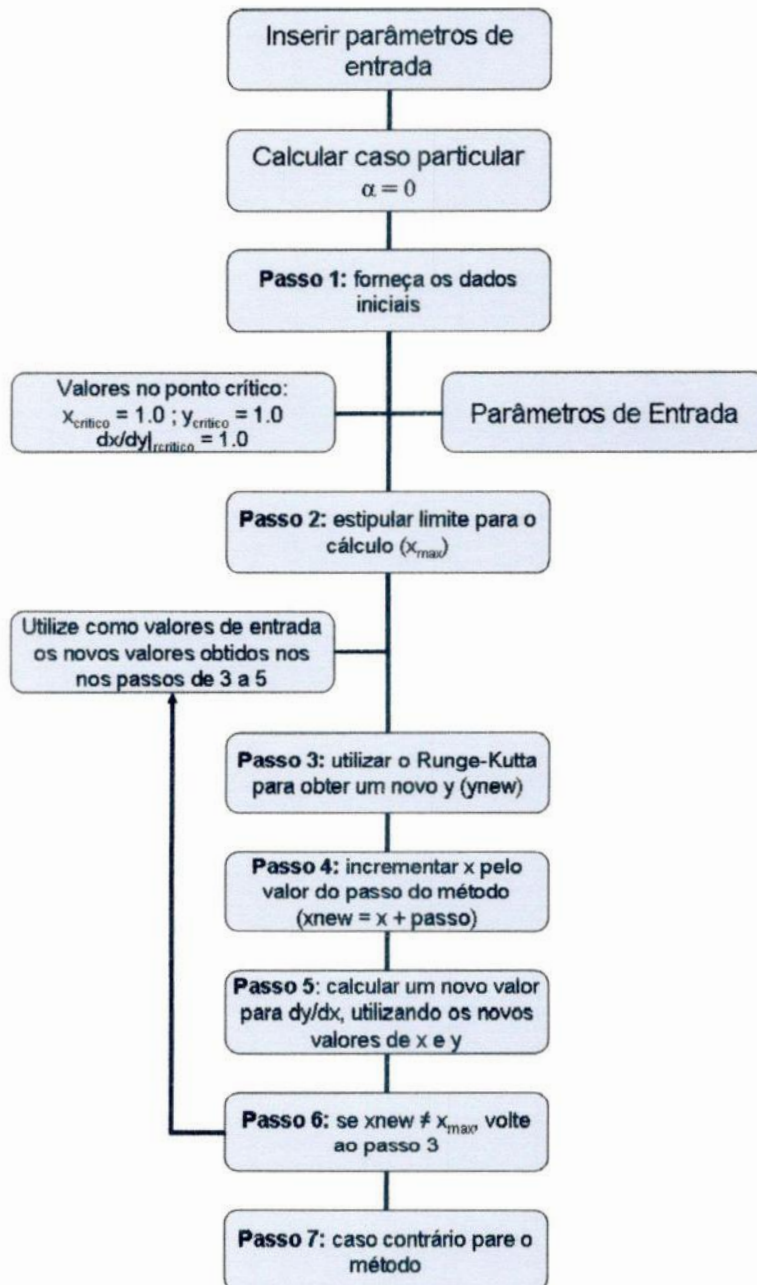 Inserir parâmetros de
entrada
Calcular caso particular
α = 0
Passo 1: forneça os dados
iniciais
Valores no ponto crítico:
x_crítico = 1.0 ; y_crítico = 1.0
dx/dy|_rcrítico = 1.0
Parâmetros de Entrada
Passo 2: estipular limite para o
cálculo (x_max)
Utilize como valores de entrada
os novos valores obtidos nos
nos passos de 3 a 5
Passo 3: utilizar o Runge-Kutta
para obter um novo y (ynew)
Passo 4: incrementar x pelo
valor do passo do método
(xnew = x + passo)
Passo 5: calcular um novo valor
para dy/dx, utilizando os novos
valores de x e y
Passo 6: se xnew ≠ x_max, volte
ao passo 3
Passo 7: caso contrário pare o
método